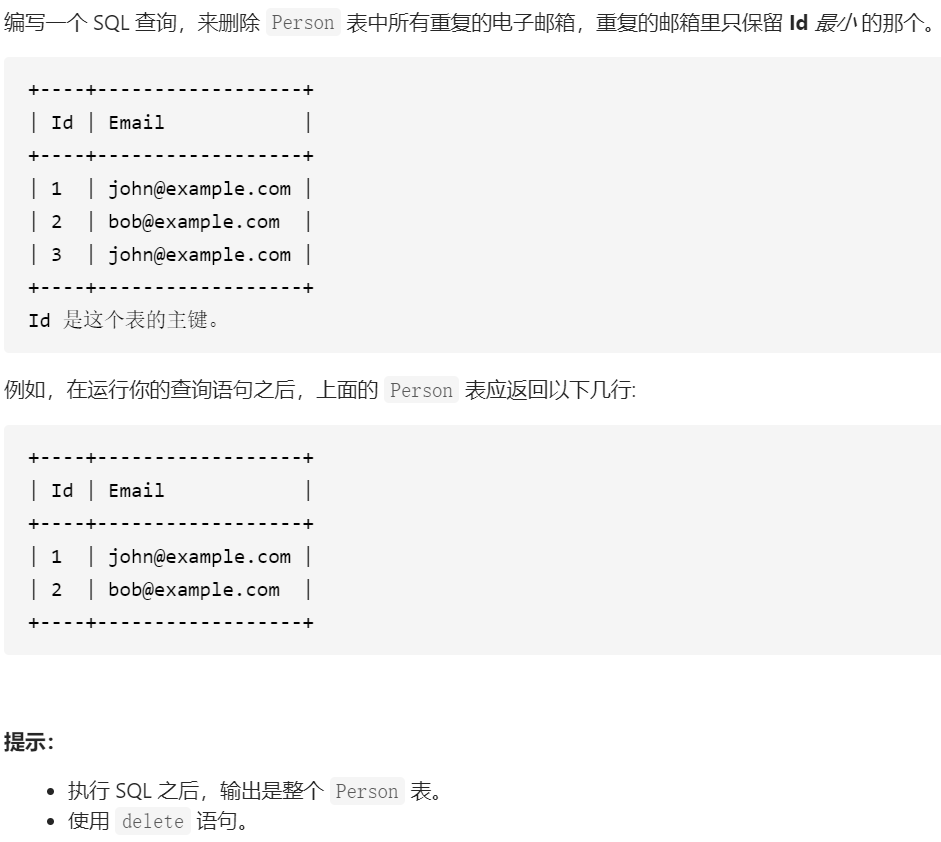 编写一个 SQL 查询，来删除 Person 表中所有重复的电子邮箱，重复的邮箱里只保留 Id 最小 的那个。
+----+------------------+
| Id | Email            |
+----+------------------+
| 1  | john@example.com |
| 2  | bob@example.com  |
| 3  | john@example.com |
+----+------------------+
Id 是这个表的主键。
例如，在运行你的查询语句之后，上面的 Person 表应返回以下几行:
+----+------------------+
| Id | Email            |
+----+------------------+
| 1  | john@example.com |
| 2  | bob@example.com  |
+----+------------------+
提示：
• 执行 SQL 之后，输出是整个 Person 表。
• 使用 delete 语句。